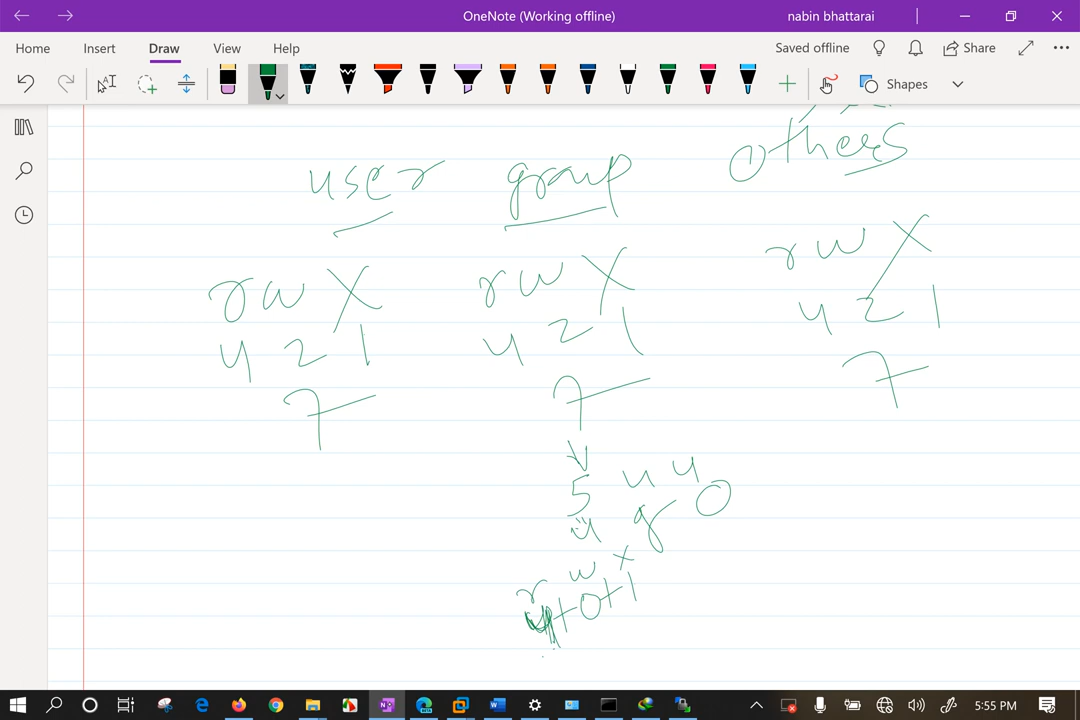 OneNote (Working offline)
nabin bhattarai
Home Insert Draw View Help
Saved offline
Share
Shapes
others
user group
r w x r w x r w x
4 2 1 4 2 1 4 2 1
7 7 7
5 4 4
u g o
r w x
4+0+1
5:55 PM